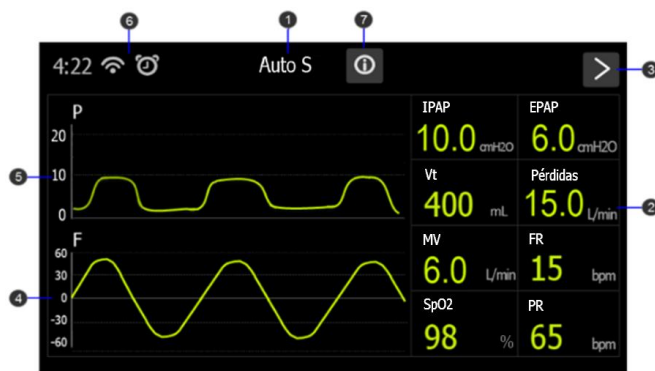 6
1
7
4:22
Auto S
3
P
20
10
0
5
F
60
30
0
-30
-60
4
IPAP
10.0 cmH2O
EPAP
6.0 cmH2O
Vt
400 mL
Pérdidas
15.0 L/min
2
MV
6.0 L/min
FR
15 bpm
SpO2
98 %
PR
65 bpm